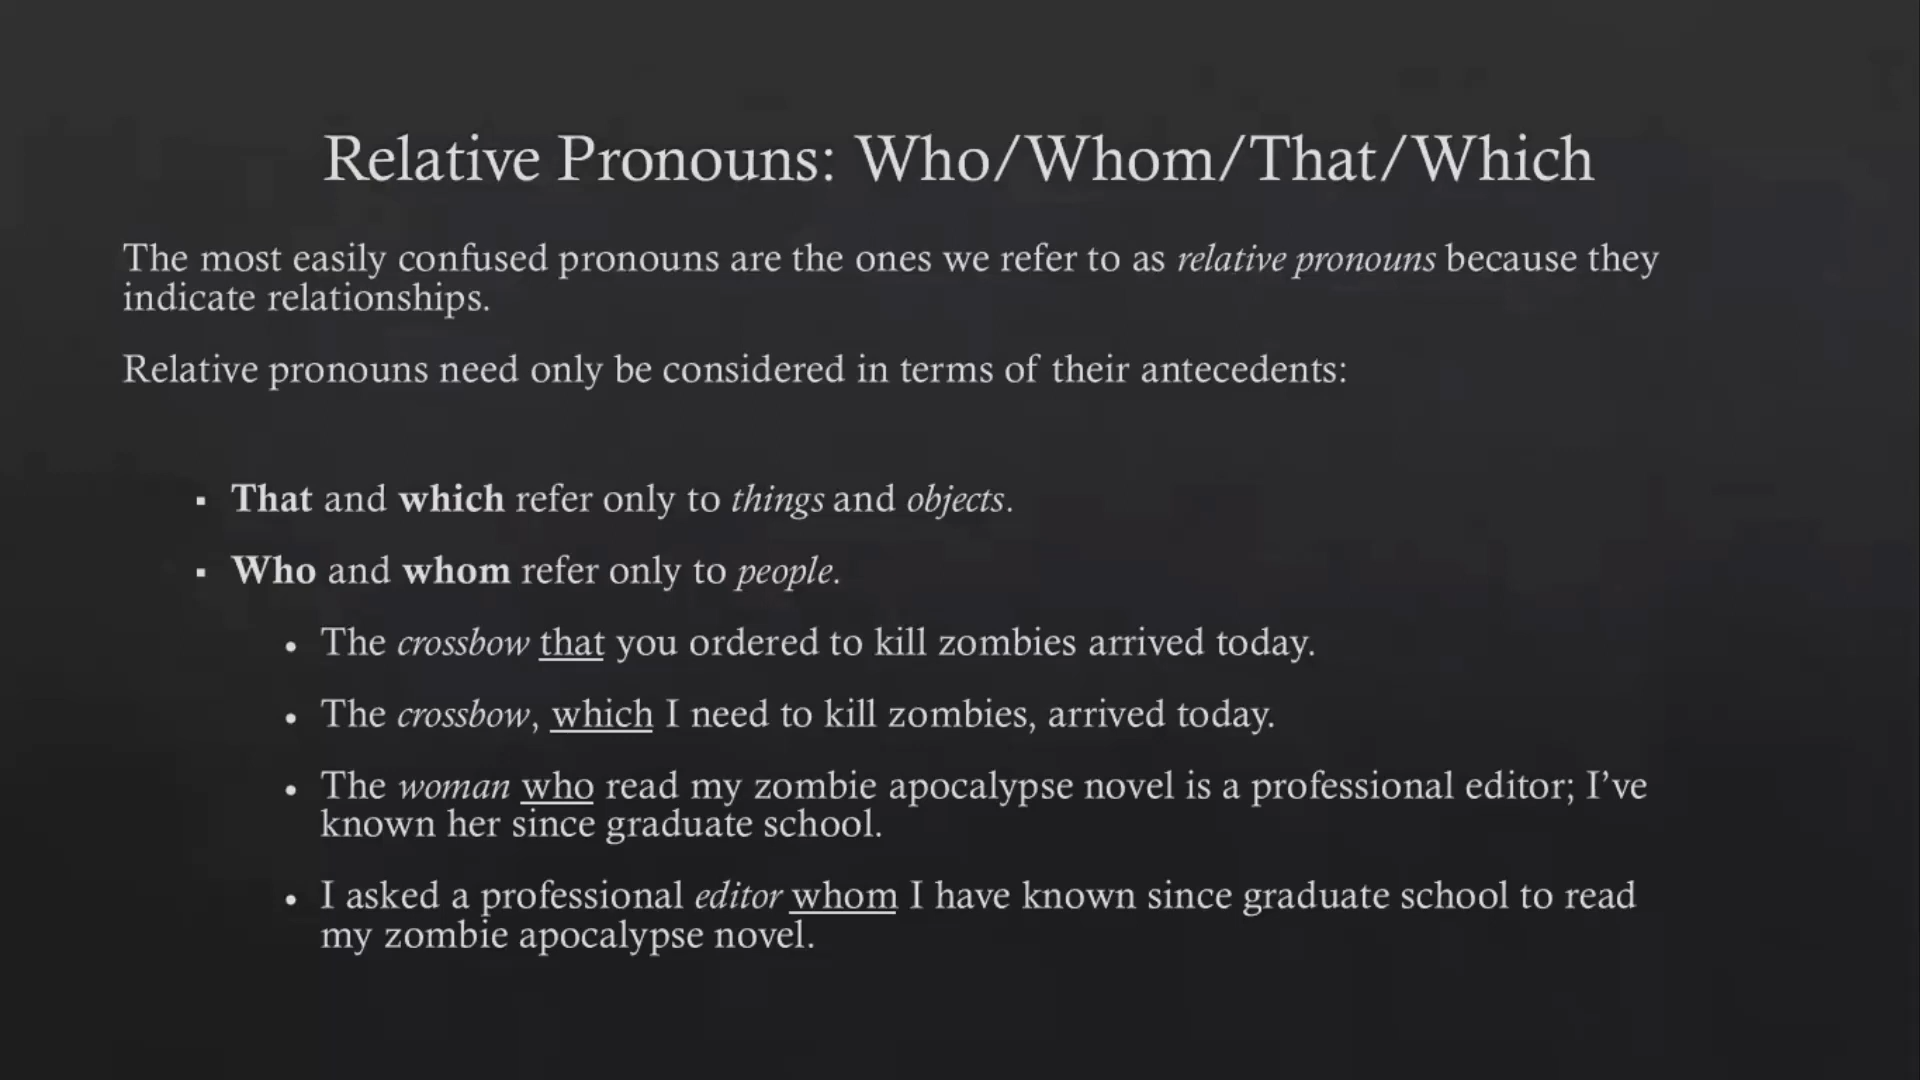 Relative Pronouns: Who/Whom/That/Which
The most easily confused pronouns are the ones we refer to as relative pronouns because they
indicate relationships.
Relative pronouns need only be considered in terms of their antecedents:
▪ That and which refer only to things and objects.
▪ Who and whom refer only to people.
• The crossbow that you ordered to kill zombies arrived today.
• The crossbow, which I need to kill zombies, arrived today.
• The woman who read my zombie apocalypse novel is a professional editor; I’ve
known her since graduate school.
• I asked a professional editor whom I have known since graduate school to read
my zombie apocalypse novel.